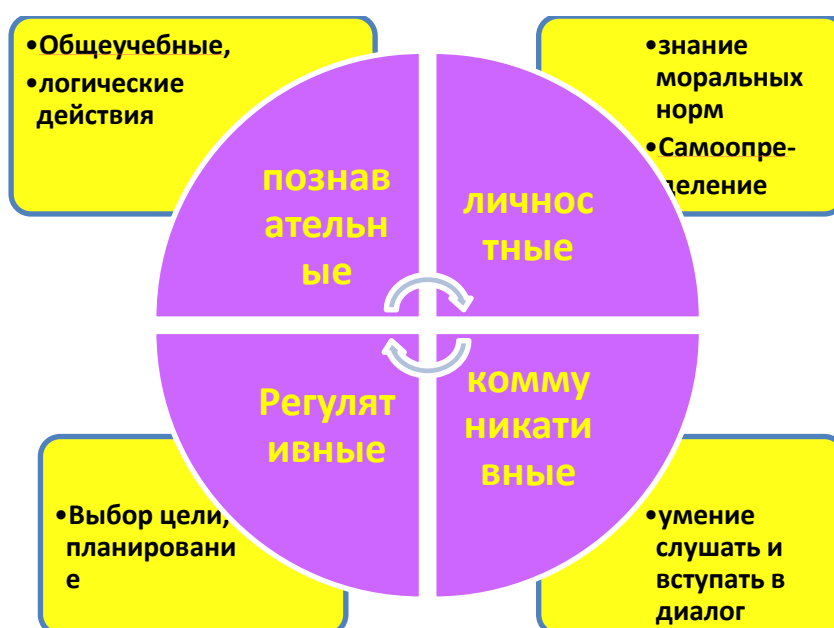 •Общеучебные,
•логические
действия
•знание
моральных
норм
•Самоопре-
деление
познав
ательн
ые
личнос
тные
Регулят
ивные
комму
никати
вные
•Выбор цели,
планировани
е
•умение
слушать и
вступать в
диалог